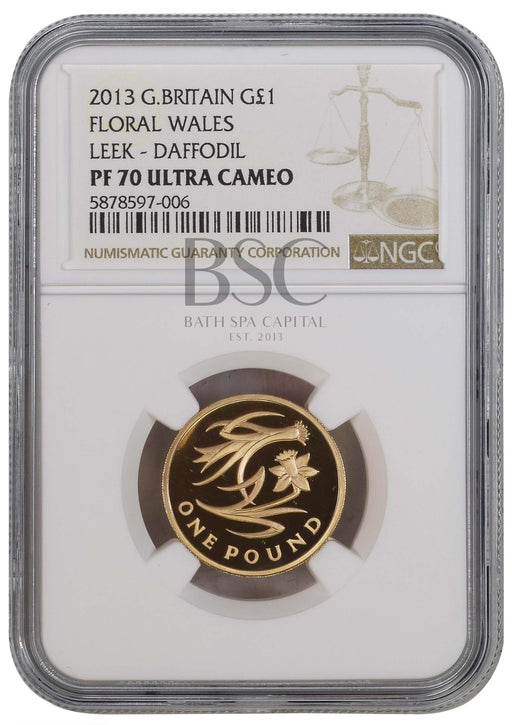 2013 G.BRITAIN G£1
FLORAL WALES
LEEK - DAFFODIL
PF 70 ULTRA CAMEO
5878597-006
NUMISMATIC GUARANTY CORPORATION
NGC
BSC
BATH SPA CAPITAL
EST. 2013
ONE POUND